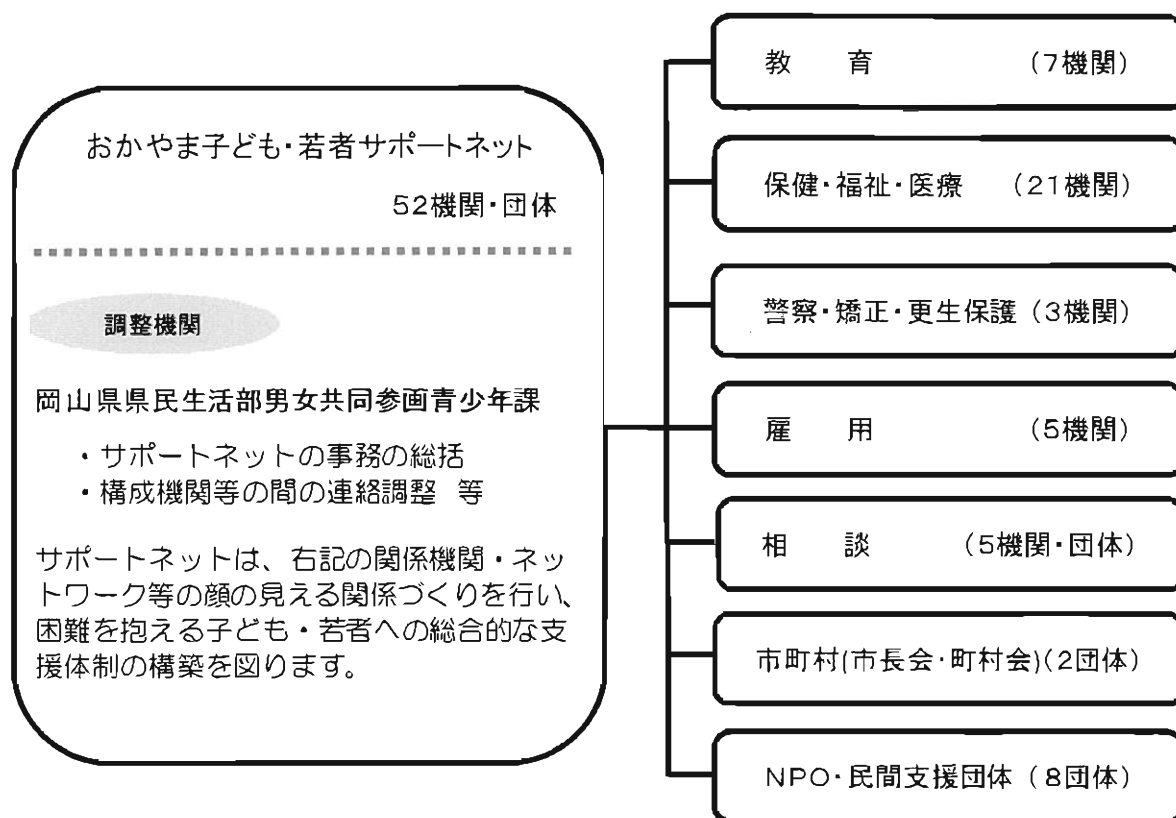 おかやま子ども・若者サポートネット
52機関・団体
調整機関
岡山県県民生活部男女共同参画青少年課
・サポートネットの事務の総括
・構成機関等の間の連絡調整 等
サポートネットは、右記の関係機関・ネッ
トワーク等の顔の見える関係づくりを行い、
困難を抱える子ども・若者への総合的な支
援体制の構築を図ります。
教 育 (7機関)
保健・福祉・医療 (21機関)
警察・矯正・更生保護 (3機関)
雇 用 (5機関)
相 談 (5機関・団体)
市町村(市長会・町村会)(2団体)
NPO・民間支援団体 (8団体)